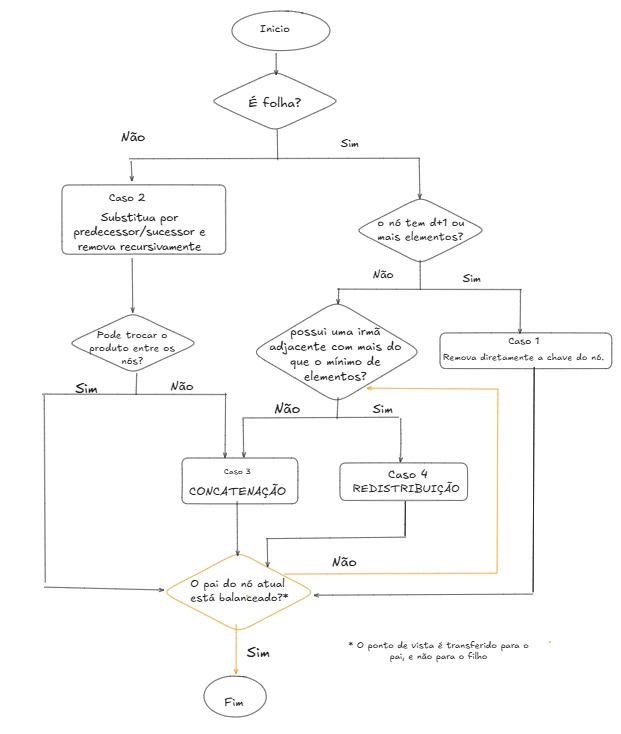 Inicio
É folha?
Não
Sim
Caso 2
Substitua por
predecessor/sucessor e
remova recursivamente
o nó tem d+1 ou
mais elementos?
Não
Sim
Pode trocar o
produto entre os
nós?
possui uma irmã
adjacente com mais do
que o mínimo de
elementos?
Caso 1
Remova diretamente a chave do nó.
Sim
Não
Não
Sim
Caso 3
CONCATENAÇÃO
Caso 4
REDISTRIBUIÇÃO
Não
O pai do nó atual
está balanceado?*
Sim
* O ponto de vista é transferido para o
pai, e não para o filho
Fim